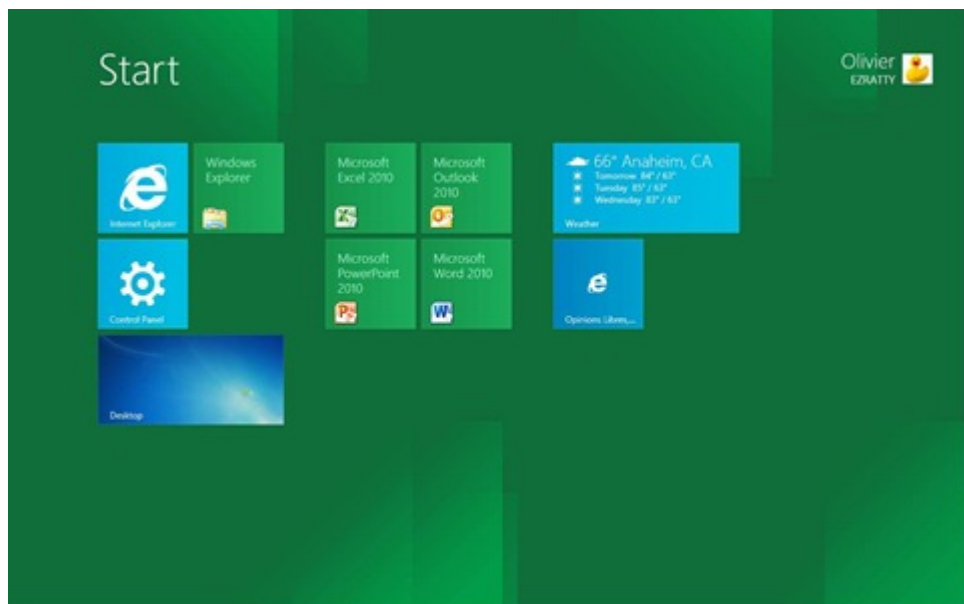 Start
Olivier
EZRATTY
Internet Explorer
Windows
Explorer
Microsoft
Excel 2010
Microsoft
Outlook
2010
66° Anaheim, CA
Tomorrow 84°/63°
Tuesday 85°/63°
Wednesday 83°/63°
Weather
Control Panel
Microsoft
PowerPoint
2010
Microsoft
Word 2010
Opinions Libres,...
Desktop